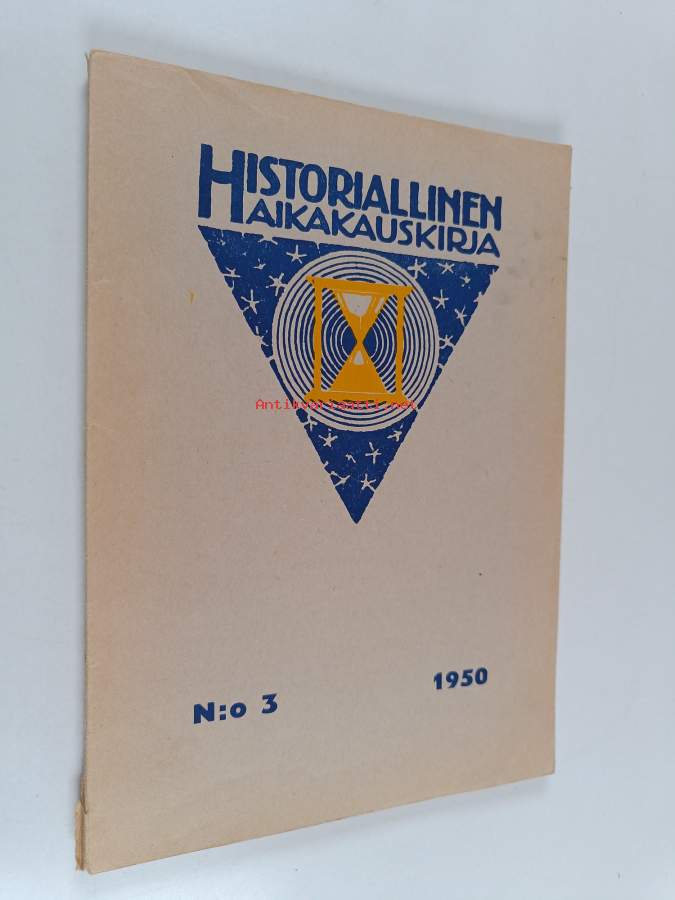 HISTORIALLINEN
AIKAKAUSKIRJA
Antikvariaatti.net
N:o 3
1950